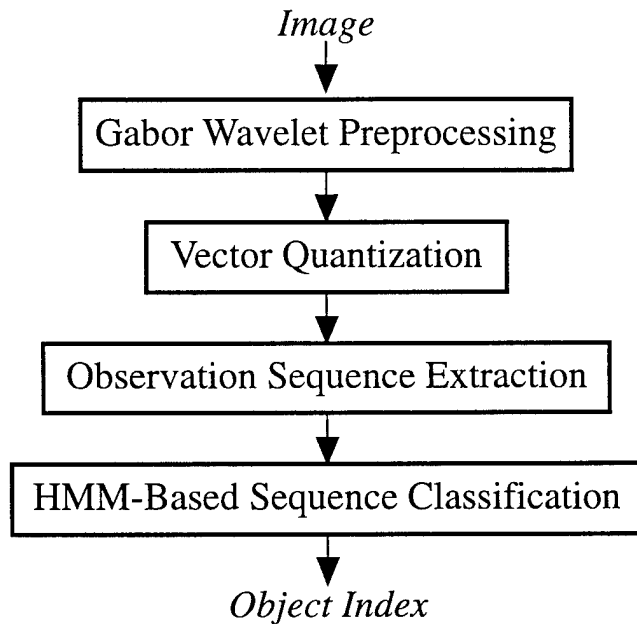 Image
Gabor Wavelet Preprocessing
Vector Quantization
Observation Sequence Extraction
HMM-Based Sequence Classification
Object Index